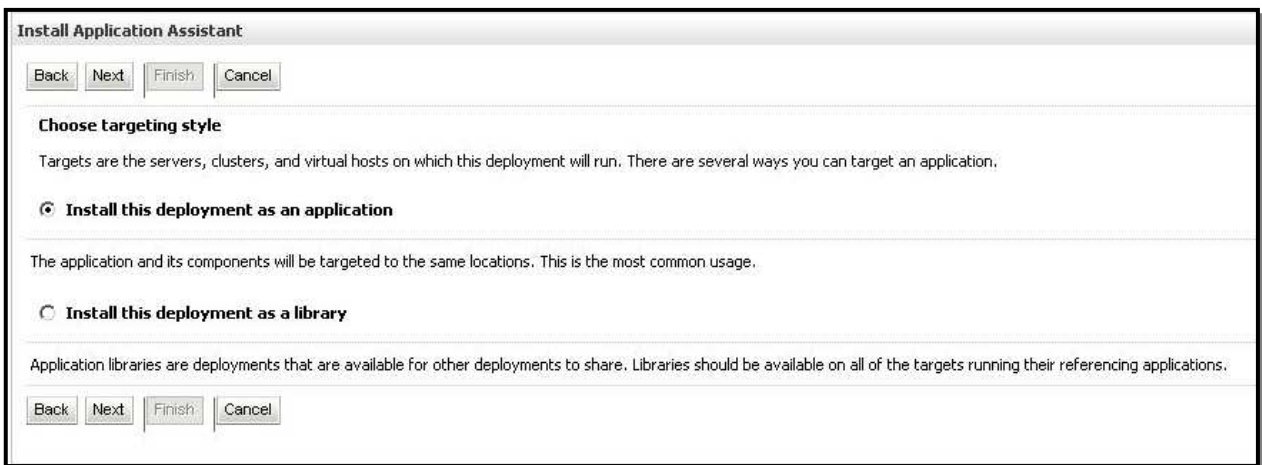 Install Application Assistant
Back Next Finish Cancel
Choose targeting style
Targets are the servers, clusters, and virtual hosts on which this deployment will run. There are several ways you can target an application.
Install this deployment as an application
The application and its components will be targeted to the same locations. This is the most common usage.
Install this deployment as a library
Application libraries are deployments that are available for other deployments to share. Libraries should be available on all of the targets running their referencing applications.
Back Next Finish Cancel